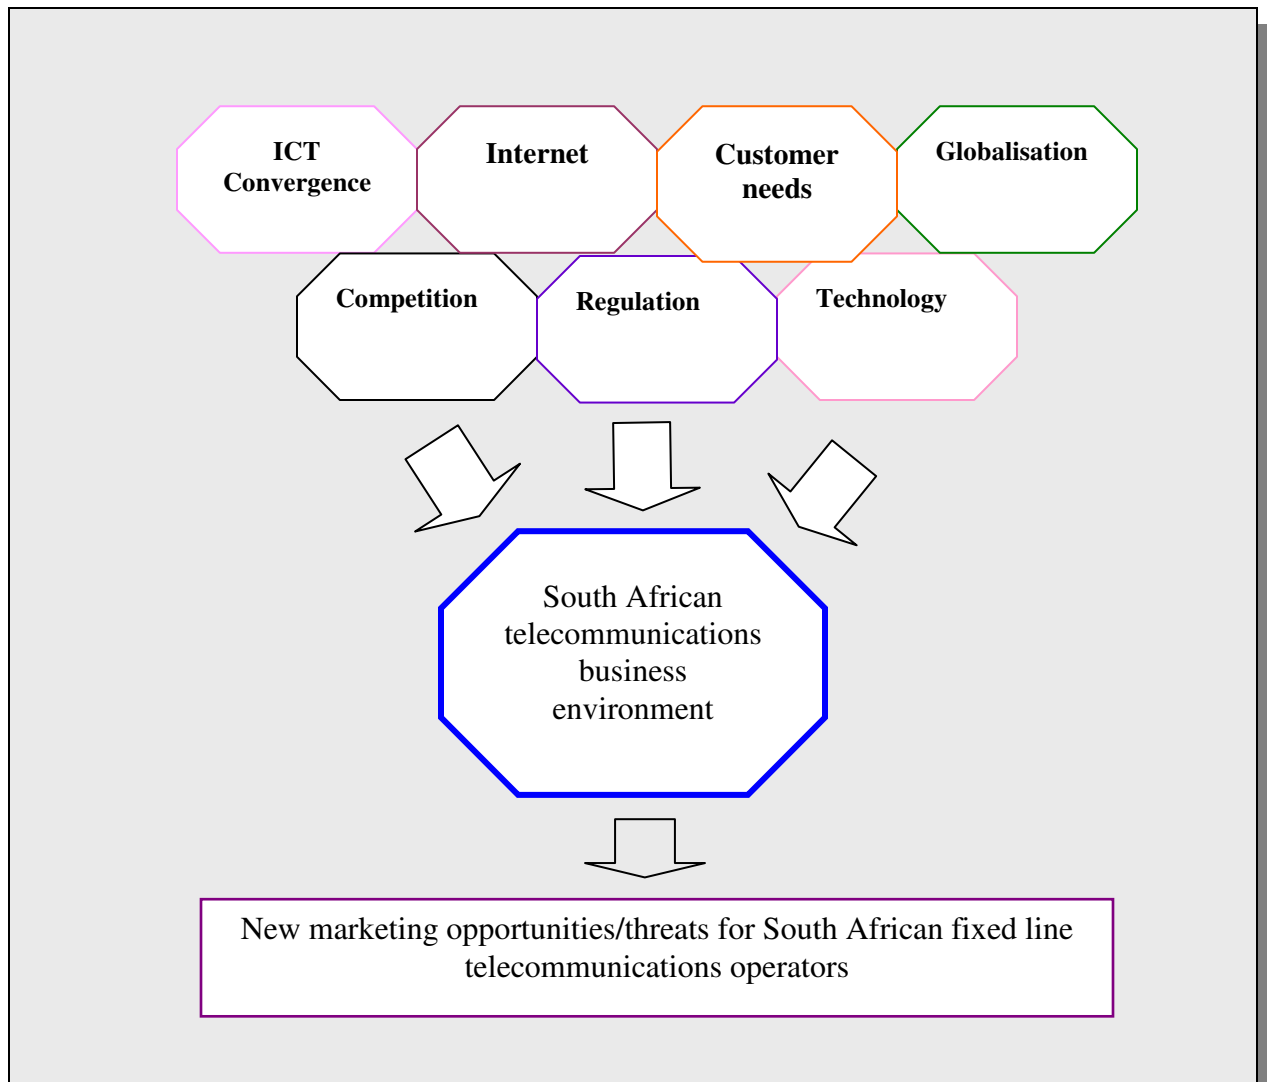 ICT
Convergence
Internet
Customer
needs
Globalisation
Competition
Regulation
Technology
South African
telecommunications
business
environment
New marketing opportunities/threats for South African fixed line
telecommunications operators